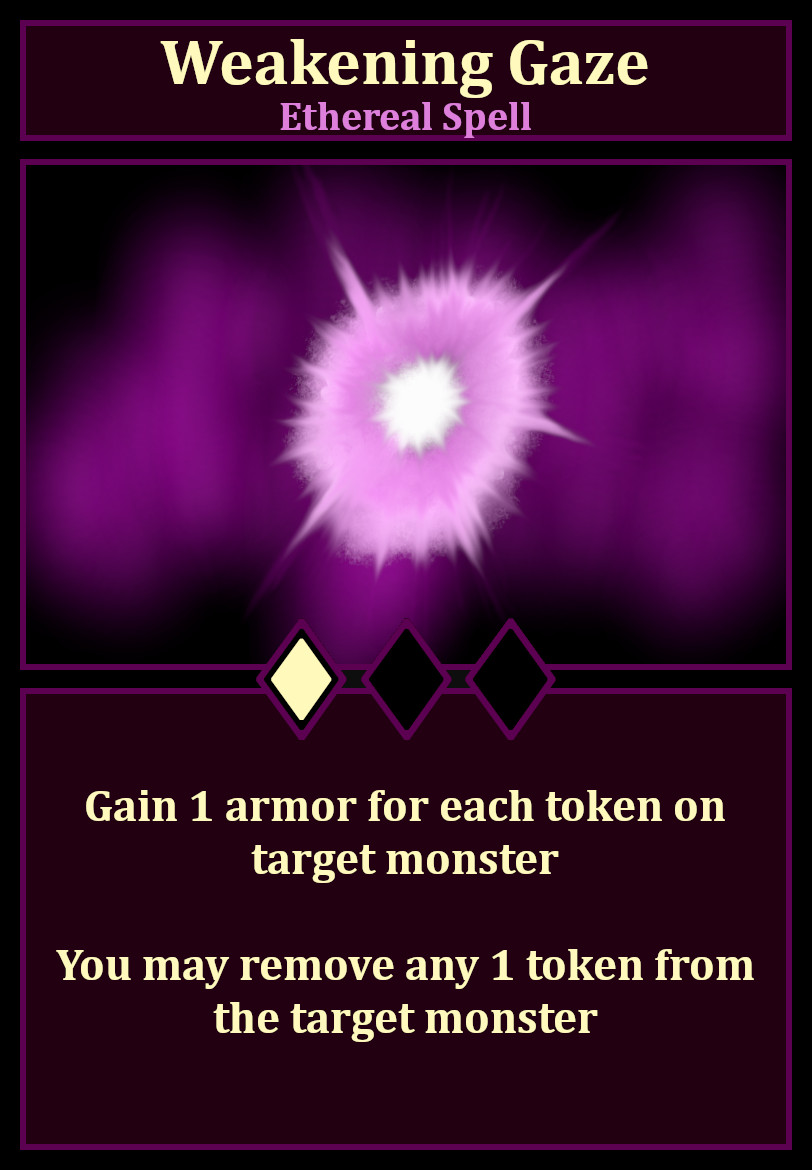 Weakening Gaze
Ethereal Spell
Gain 1 armor for each token on
target monster
You may remove any 1 token from
the target monster